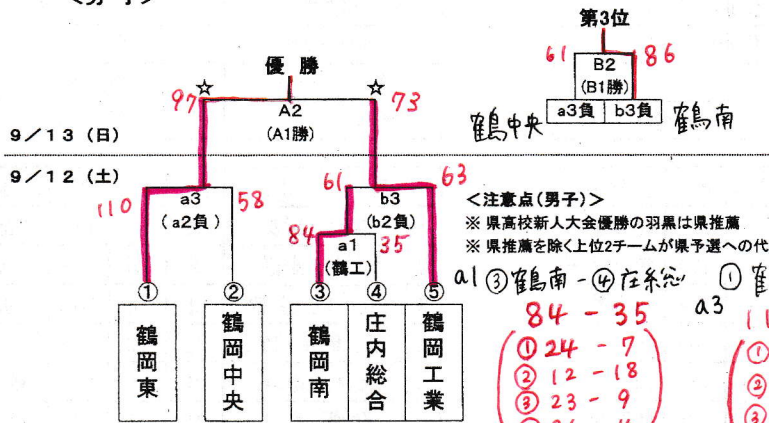 第3位
61 B2 86
(B1勝)
鶴中央 a3負 b3負 鶴南
優 勝
☆ ☆
97 A2 73
(A1勝)
9/13(日)
9/12(土)
110 a3 58
(a2負)
61 b3 63
(b2負)
84 a1 35
(鶴工)
① ② ③ ④ ⑤
鶴岡東
鶴岡中央
鶴岡南
庄内総合
鶴岡工業
<注意点(男子)>
※ 県高校新人大会優勝の羽黒は県推薦
※ 県推薦を除く上位2チームが県予選への代
a1 ③鶴南 - ④庄総
84 - 35
① 24 - 7
② 12 - 18
③ 23 - 9
① 鶴
a3
①
②
③